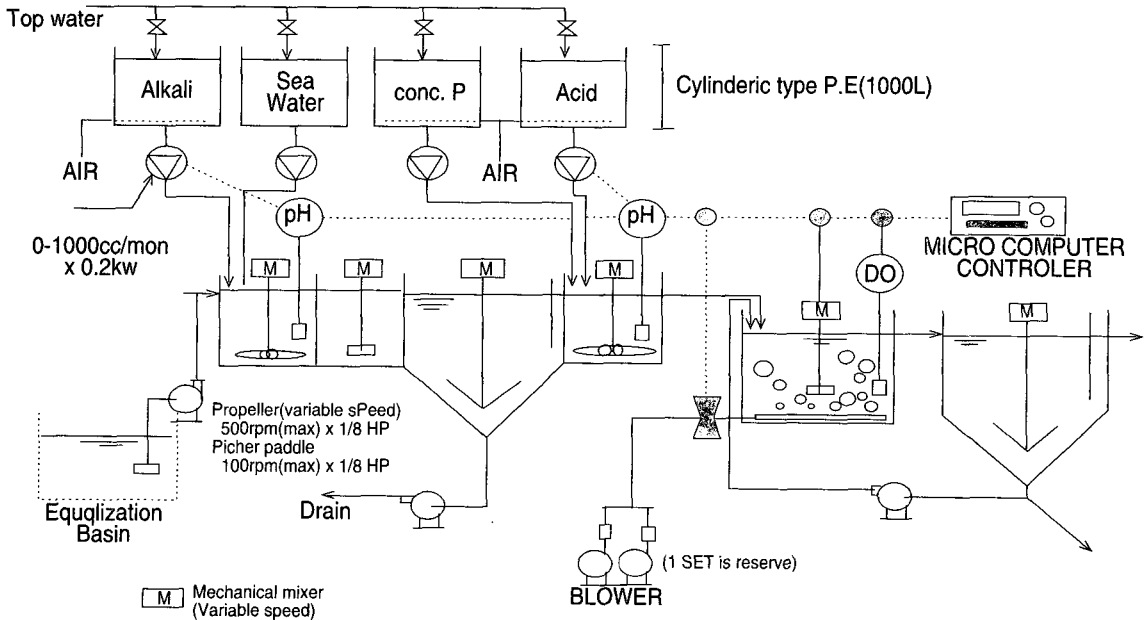 Top water
Alkali
Sea
Water
conc. P
Acid
Cylinderic type P.E(1000L)
AIR
AIR
pH
pH
0-1000cc/mon
x 0.2kw
MICRO COMPUTER
CONTROLER
DO
M
M
M
M
M
M
Propeller(variable sPeed)
500rpm(max) x 1/8 HP
Picher paddle
100rpm(max) x 1/8 HP
Equqlization
Basin
Drain
(1 SET is reserve)
BLOWER
M
Mechanical mixer
(Variable speed)